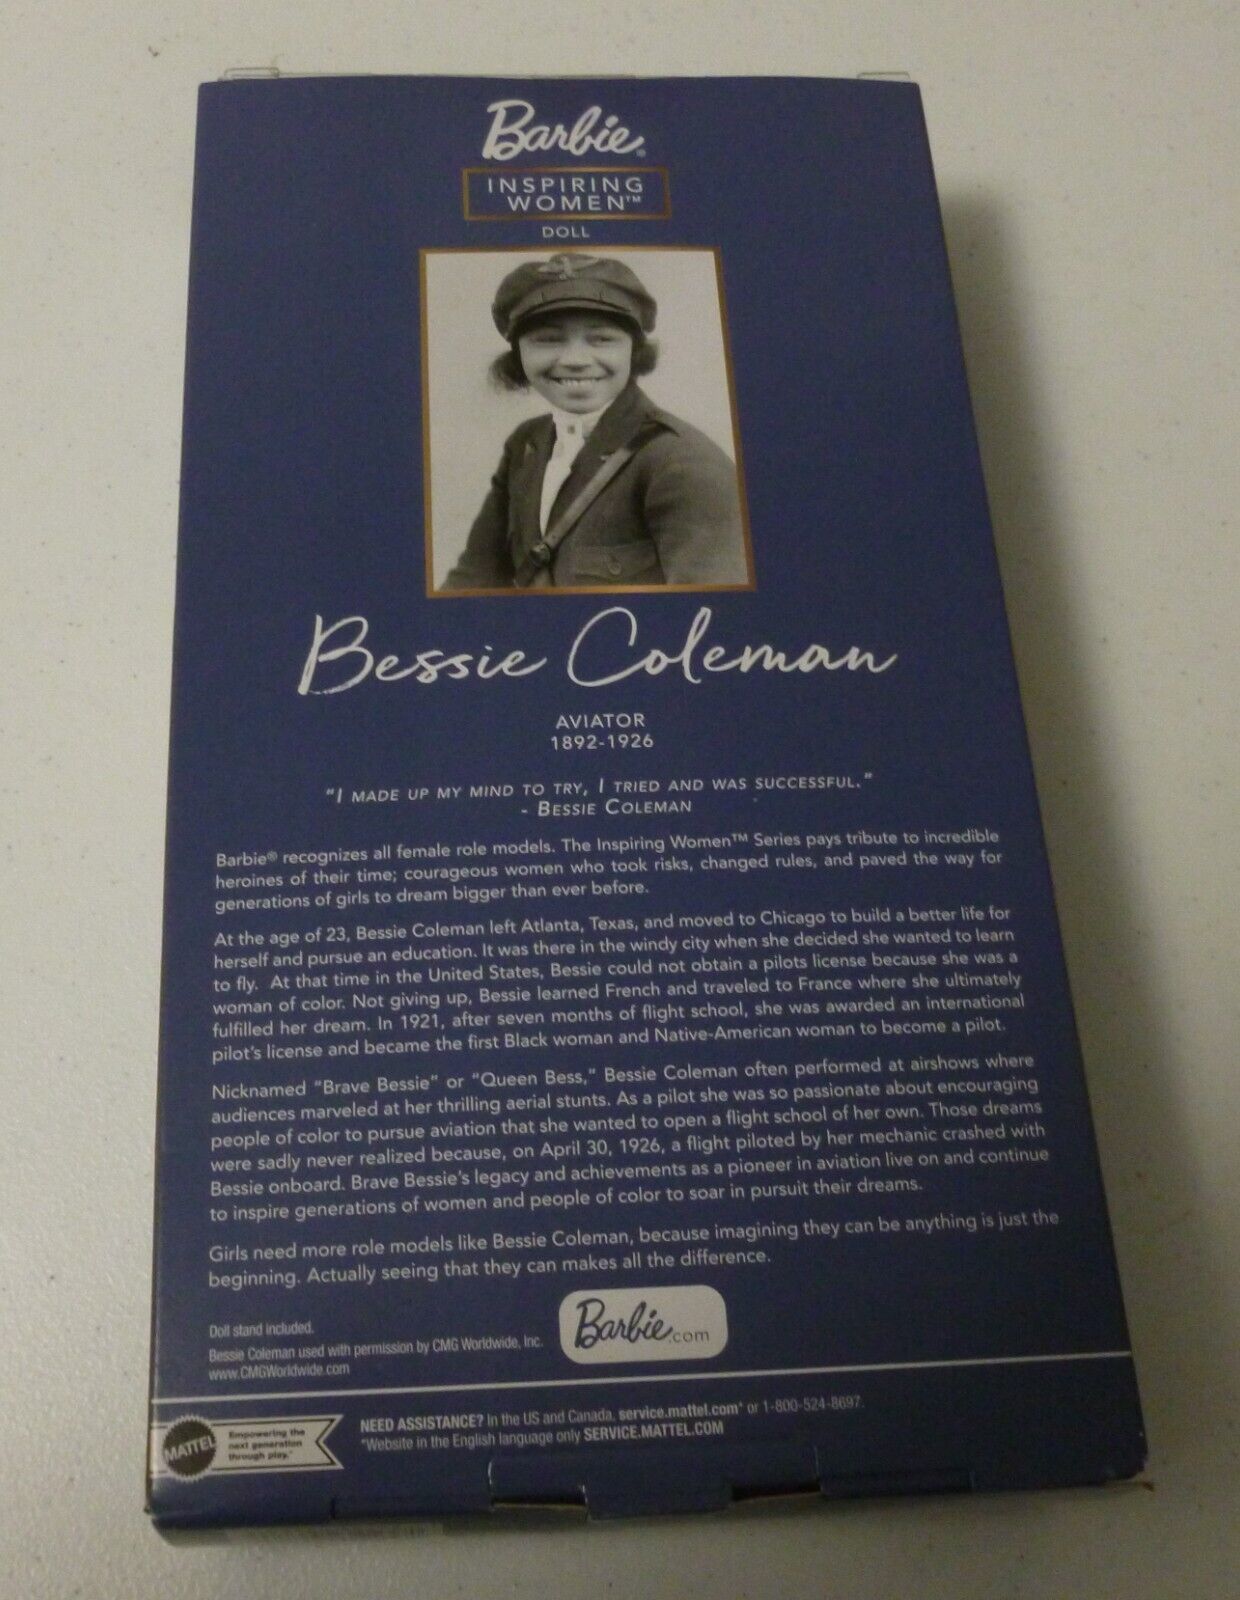 Barbie®
INSPIRING
WOMEN™
DOLL
Bessie Coleman
AVIATOR
1892-1926
"I MADE UP MY MIND TO TRY, I TRIED AND WAS SUCCESSFUL."
- BESSIE COLEMAN
Barbie® recognizes all female role models. The Inspiring Women™ Series pays tribute to incredible
heroines of their time; courageous women who took risks, changed rules, and paved the way for
generations of girls to dream bigger than ever before.
At the age of 23, Bessie Coleman left Atlanta, Texas, and moved to Chicago to build a better life for
herself and pursue an education. It was there in the windy city when she decided she wanted to learn
to fly. At that time in the United States, Bessie could not obtain a pilots license because she was a
woman of color. Not giving up, Bessie learned French and traveled to France where she ultimately
fulfilled her dream. In 1921, after seven months of flight school, she was awarded an international
pilot's license and became the first Black woman and Native-American woman to become a pilot.
Nicknamed "Brave Bessie" or "Queen Bess," Bessie Coleman often performed at airshows where
audiences marveled at her thrilling aerial stunts. As a pilot she was so passionate about encouraging
people of color to pursue aviation that she wanted to open a flight school of her own. Those dreams
were sadly never realized because, on April 30, 1926, a flight piloted by her mechanic crashed with
Bessie onboard. Brave Bessie's legacy and achievements as a pioneer in aviation live on and continue
to inspire generations of women and people of color to soar in pursuit their dreams.
Girls need more role models like Bessie Coleman, because imagining they can be anything is just the
beginning. Actually seeing that they can makes all the difference.
Doll stand included.
Bessie Coleman used with permission by CMG Worldwide, Inc.
www.CMGWorldwide.com
Barbie.com
MATTEL
Empowering the
next generation
through play.™
NEED ASSISTANCE? In the US and Canada, service.mattel.com* or 1-800-524-8697.
*Website in the English language only SERVICE.MATTEL.COM